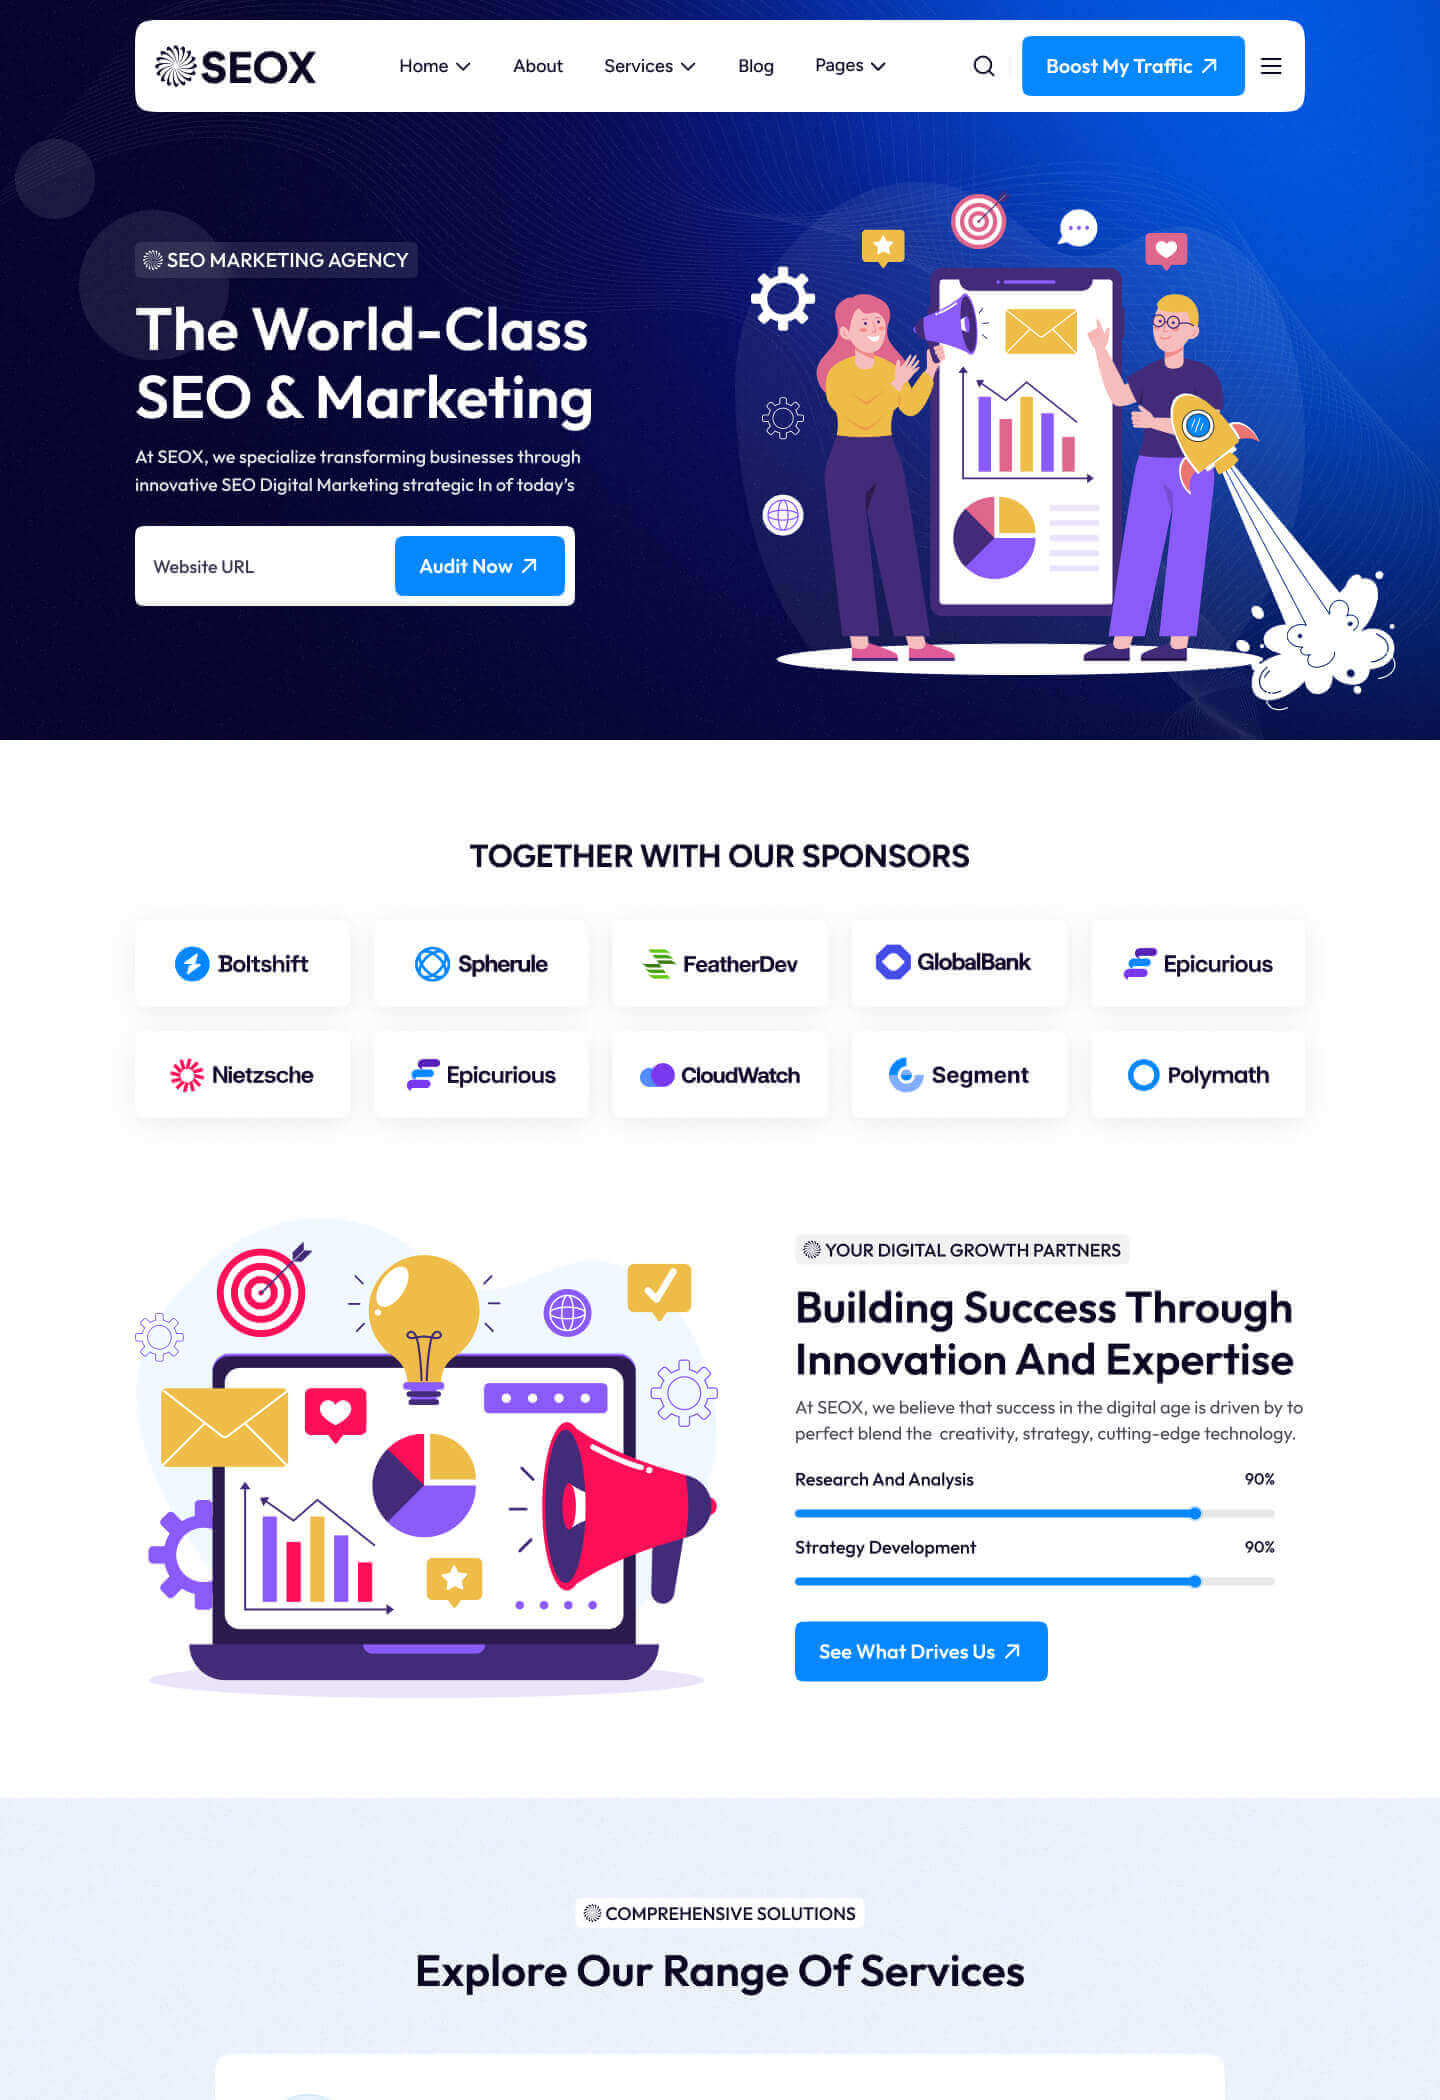 SEOX
Home
About
Services
Blog
Pages
Boost My Traffic
SEO MARKETING AGENCY
The World-Class
SEO & Marketing
At SEOX, we specialize transforming businesses through
innovative SEO Digital Marketing strategic In of today's
Website URL
Audit Now
TOGETHER WITH OUR SPONSORS
Boltshift
Spherule
FeatherDev
GlobalBank
Epicurious
Nietzsche
Epicurious
CloudWatch
Segment
Polymath
YOUR DIGITAL GROWTH PARTNERS
Building Success Through
Innovation And Expertise
At SEOX, we believe that success in the digital age is driven by to
perfect blend the creativity, strategy, cutting-edge technology.
Research And Analysis 90%
Strategy Development 90%
See What Drives Us
COMPREHENSIVE SOLUTIONS
Explore Our Range Of Services